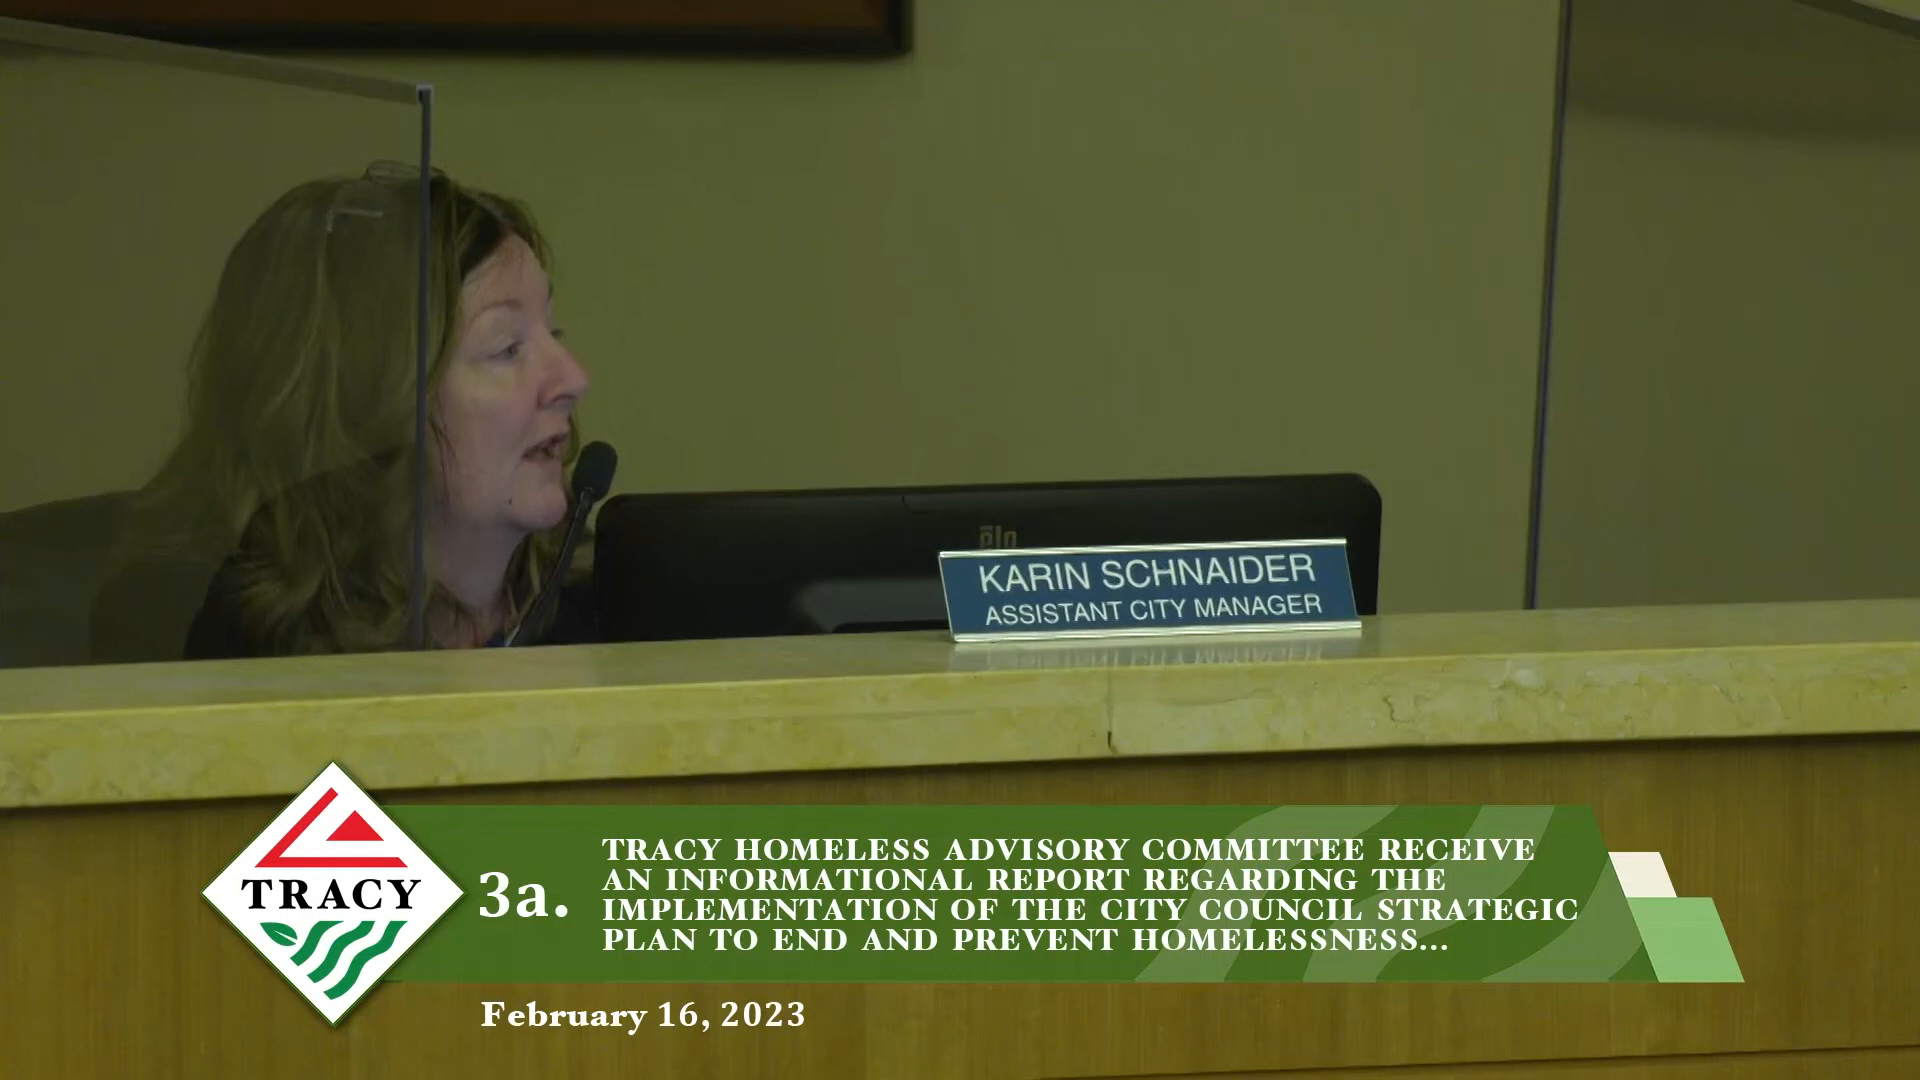 elo
KARIN SCHNAIDER
ASSISTANT CITY MANAGER
TRACY
3a.
TRACY HOMELESS ADVISORY COMMITTEE RECEIVE
AN INFORMATIONAL REPORT REGARDING THE
IMPLEMENTATION OF THE CITY COUNCIL STRATEGIC
PLAN TO END AND PREVENT HOMELESSNESS...
February 16, 2023